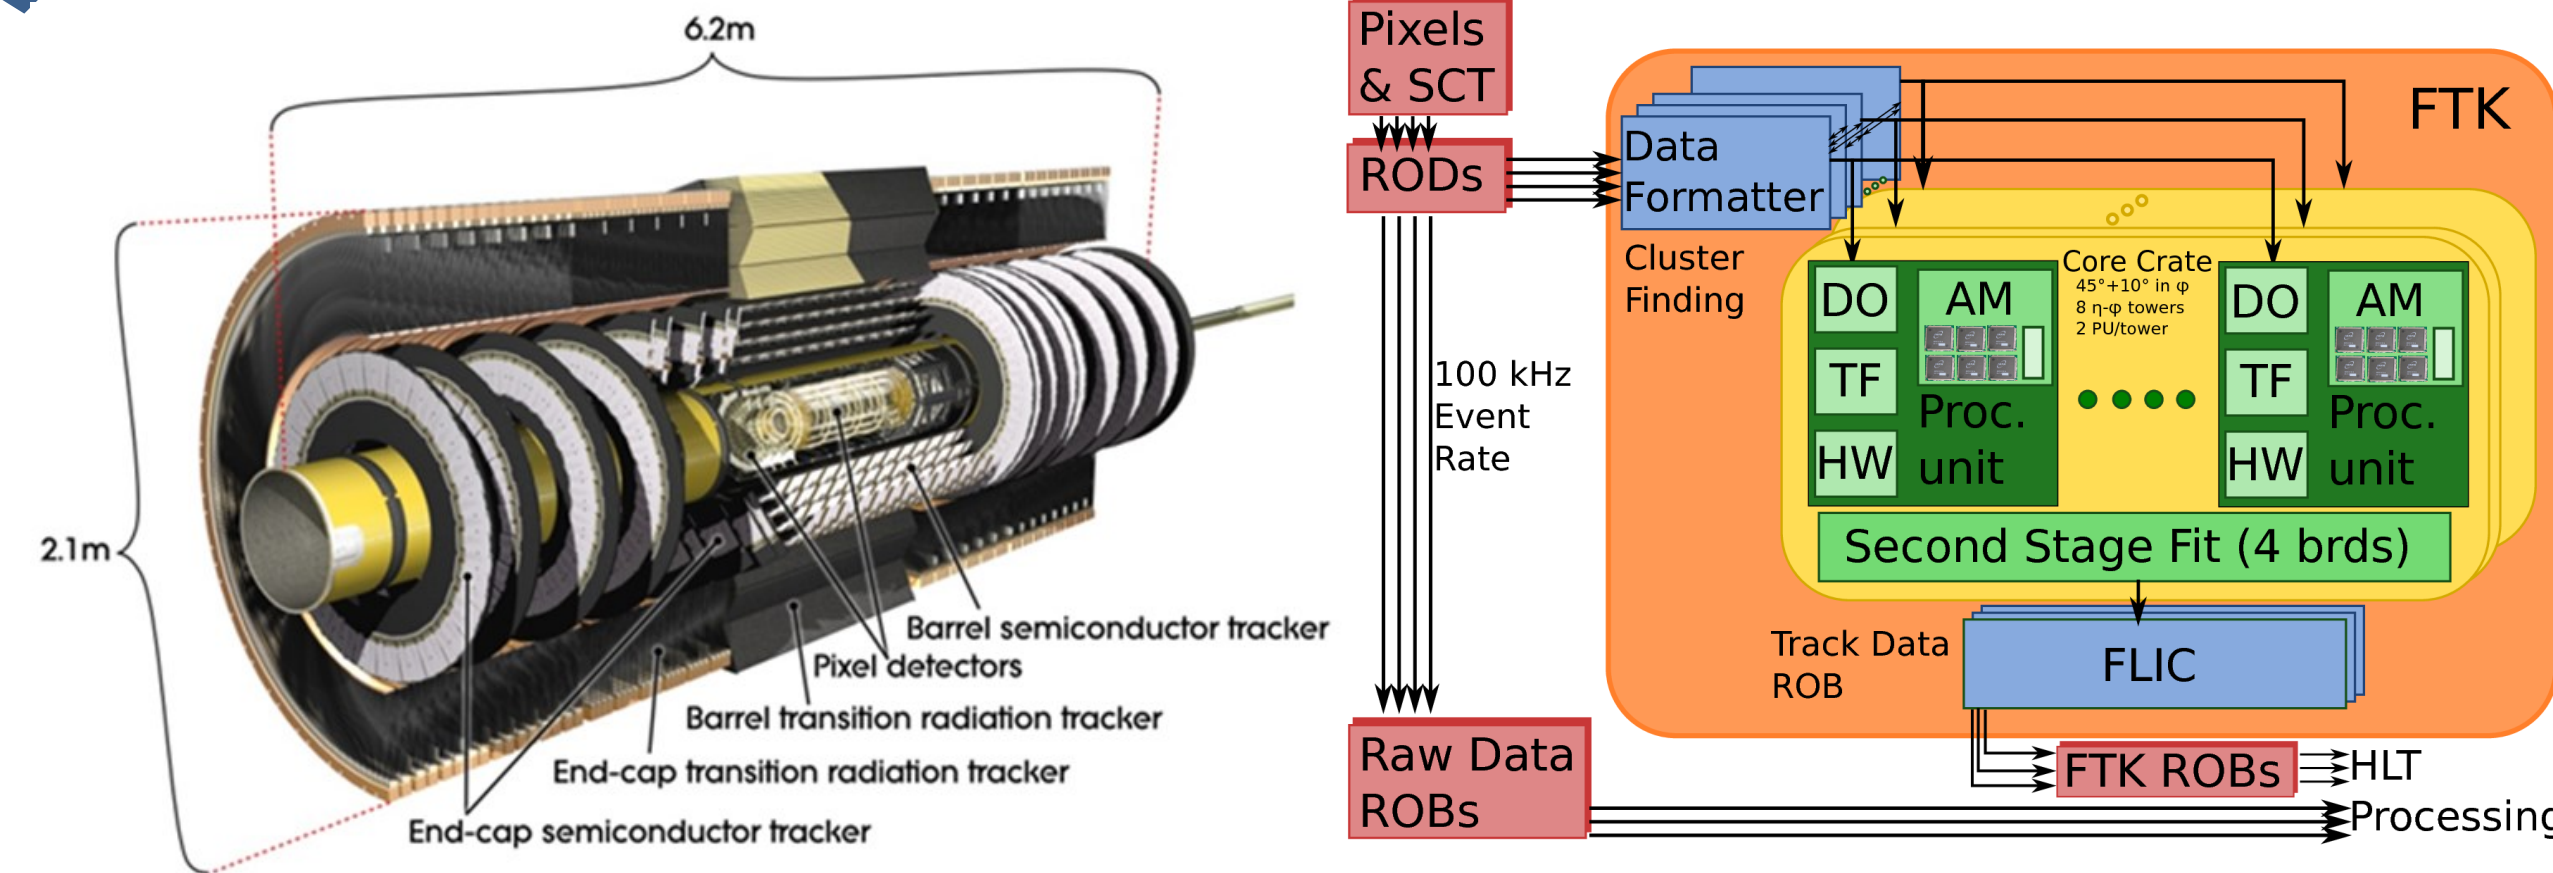 6.2m
2.1m
Barrel semiconductor tracker
Pixel detectors
Barrel transition radiation tracker
End-cap transition radiation tracker
End-cap semiconductor tracker
Pixels
& SCT
RODs
100 kHz
Event
Rate
Raw Data
ROBs
FTK
Data
Formatter
Cluster
Finding
Core Crate
45°+10° in φ
8 η-φ towers
2 PU/tower
DO
TF
HW
AM
Proc.
unit
DO
TF
HW
AM
Proc.
unit
Second Stage Fit (4 brds)
Track Data
ROB
FLIC
FTK ROBs
HLT
Processing